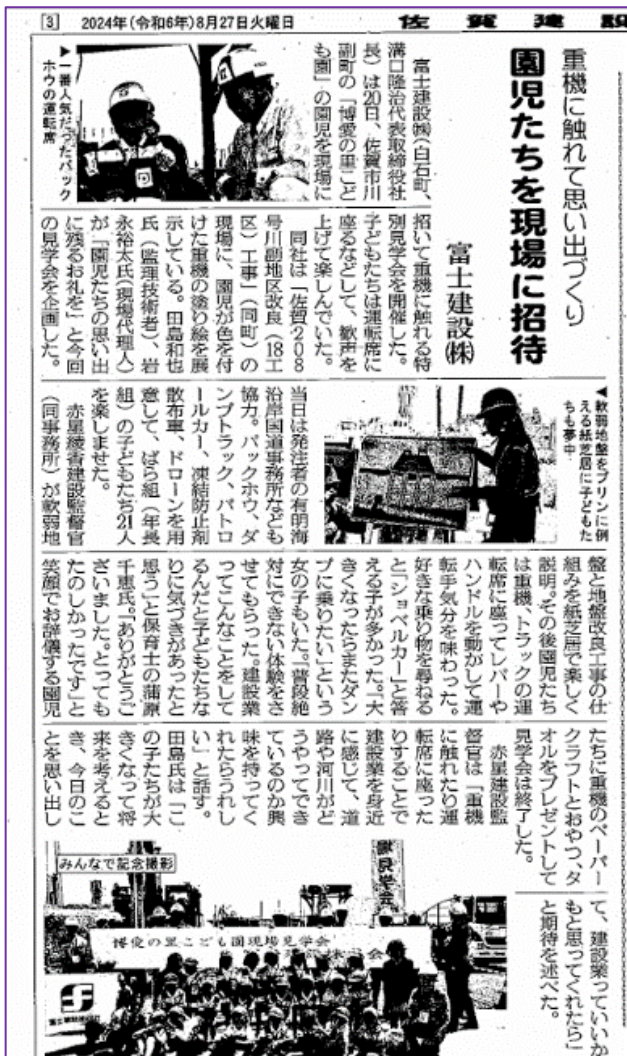 [3] 2024年(令和6年)8月27日火曜日
佐賀建設
重機に触れて思い出づくり
園児たちを現場に招待
富士建設㈱
▶一番人気だったバック
ホウの運転席
富士建設㈱(白石町、
溝口隆治代表取締役社
長)は20日、佐賀市川
副町の「博愛の里こど
も園」の園児を現場に
招いて重機に触れる特
別見学会を開催した。
子どもたちは運転席に
座るなどして、歓声を
上げて楽しんでいた。
同社は「佐賀208
号川副地区改良(18工
区)工事」(同町)の
現場に、園児が色を付
けた重機の塗り絵を展
示している。田島和也
氏(監理技術者)、岩
永裕太氏(現場代理人)
が「園児たちの思い出
に残るお礼を」と今回
の見学会を企画した。
◀軟弱地盤をプリンに例
える紙芝居に子どもた
ちも夢中
当日は発注者の有明海
沿岸国道事務所なども
協力。バックホウ、ダ
ンプトラック、パトロ
ールカー、凍結防止剤
散布車、ドローンを用
意して、ばら組(年長
組)の子どもたち21人
を楽しませた。
赤星綾香建設監督官
(同事務所)が軟弱地
盤と地盤改良工事の仕
組みを紙芝居で楽しく
説明。その後園児たち
は重機、トラックの運
転席に座ってレバーや
ハンドルを動かして運
転手気分を味わった。
好きな乗り物を尋ねる
と「ショベルカー」と答
える子が多かった。「大
きくなったらまたダン
プに乗りたい」という
女の子もいた。「普段絶
対にできない体験をさ
せてもらった。建設業
ってこんなことをして
るんだと子どもたちな
りに気づきがあったと
思う」と保育士の蒲原
千恵氏。「ありがとうご
ざいました。とっても
たのしかったです」と
笑顔でお辞儀する園児
たちに重機のペーパー
クラフトとおやつ、タ
オルをプレゼントして
見学会は終了した。
赤星建設監
督官は「重機
に触れたり運
転席に座った
りすることで
建設業を身近
に感じて、道
路や河川がど
うやってでき
ているのか興
味を持ってく
れたらうれし
い」と話す。
田島氏は「こ
の子たちが大
きくなって将
来を考えると
き、今日のこ
とを思い出し
て、建設業っていいか
もと思ってくれたら」
と期待を述べた。
みんなで記念撮影
博愛の里こども園現場見学会